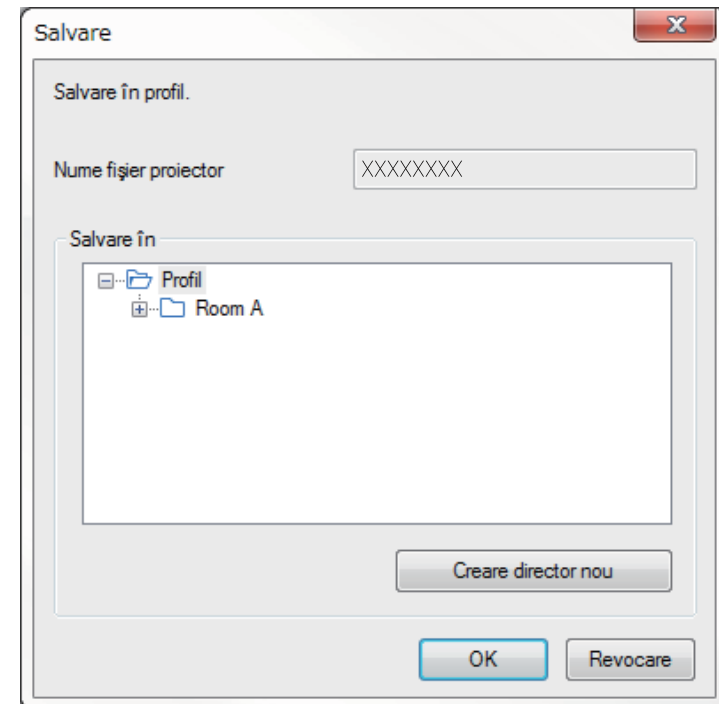 Salvare
Salvare în profil.
Nume fişier proiector XXXXXXXX
Salvare în
Profil
Room A
Creare director nou
OK Revocare